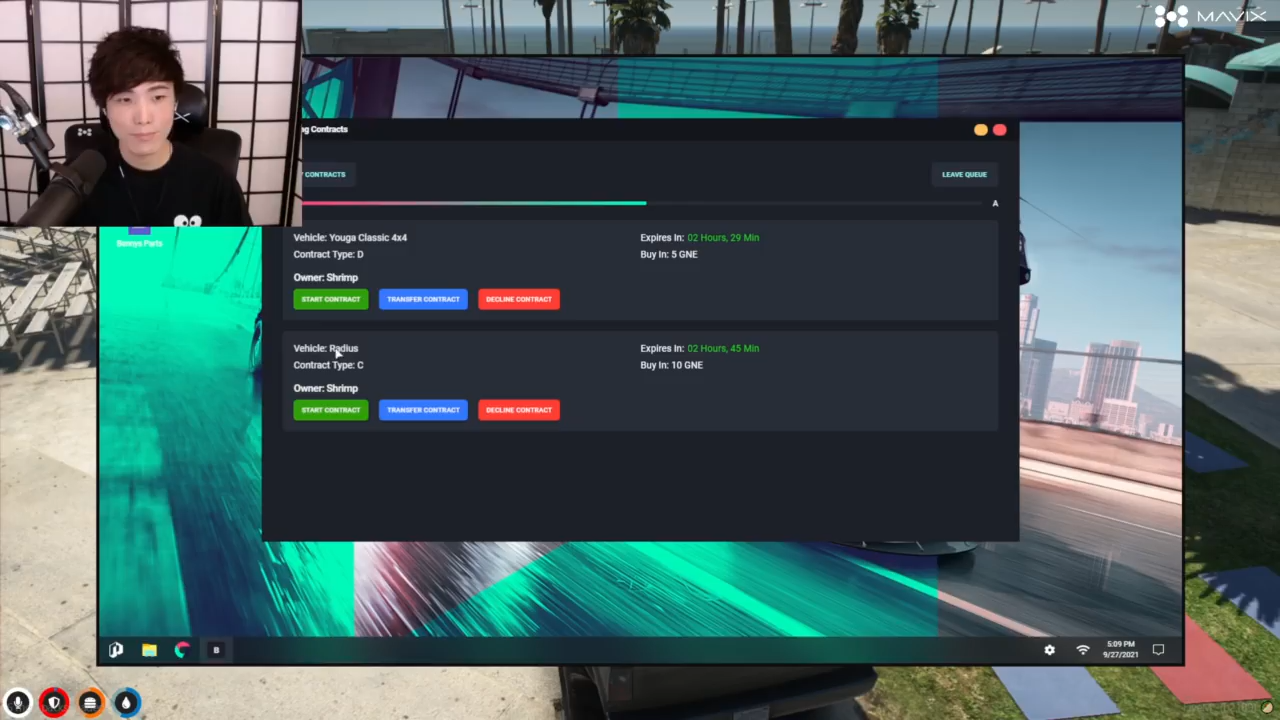 MAVIX
ng Contracts
CONTRACTS
LEAVE QUEUE
A
Vehicle: Youga Classic 4x4
Expires In: 02 Hours, 29 Min
Contract Type: D
Buy In: 5 GNE
Owner: Shrimp
START CONTRACT
TRANSFER CONTRACT
DECLINE CONTRACT
Vehicle: Radius
Expires In: 02 Hours, 45 Min
Contract Type: C
Buy In: 10 GNE
Owner: Shrimp
START CONTRACT
TRANSFER CONTRACT
DECLINE CONTRACT
Bennys Parts
B
5:09 PM
9/27/2021